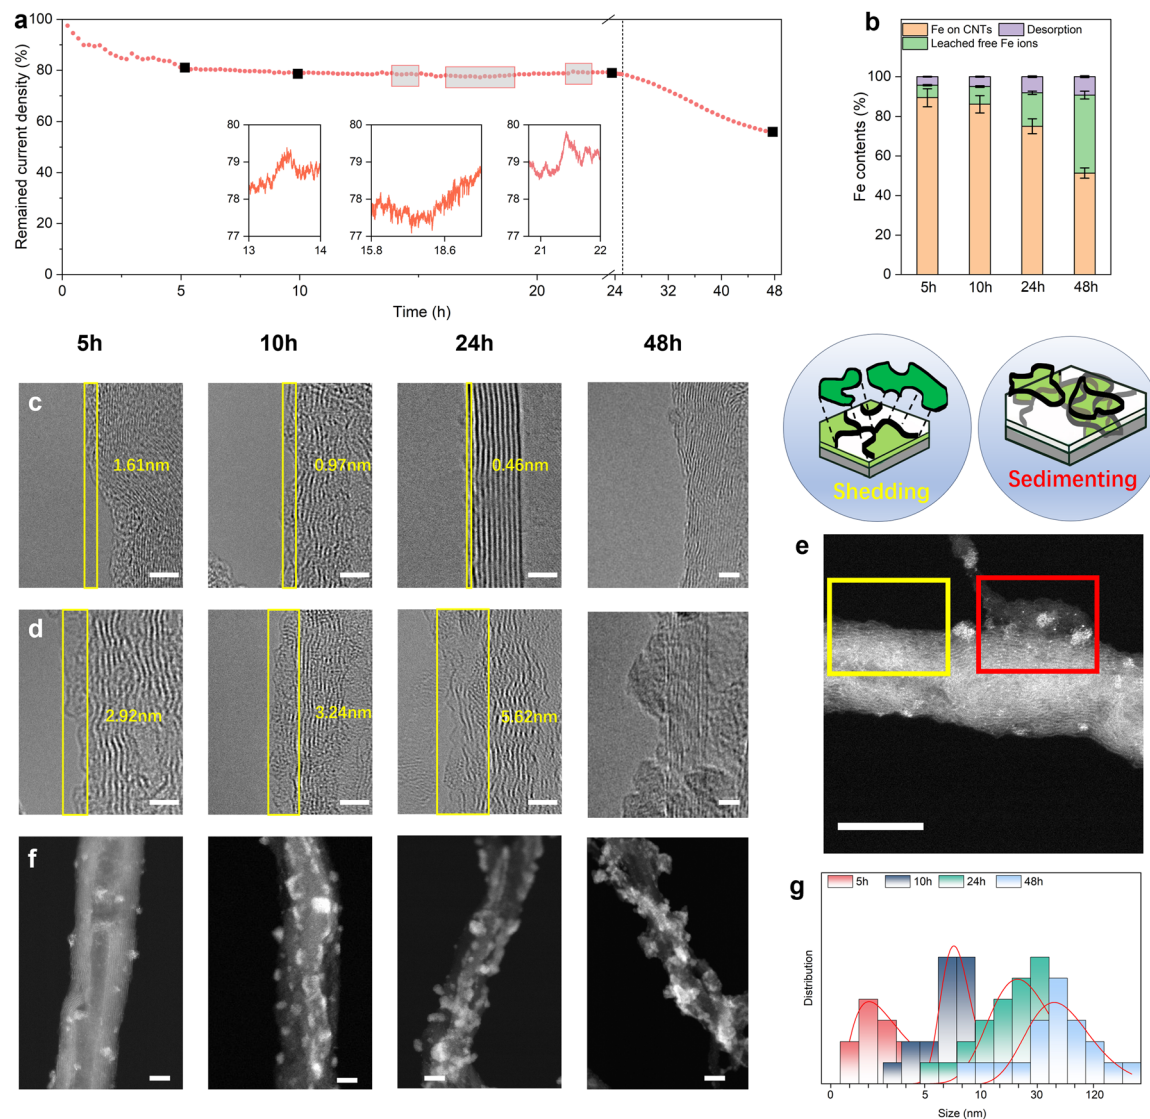 a
Remained current density (%)
100
80
60
40
20
0
80
79
78
77
13
14
80
79
78
77
15.8
18.6
80
79
78
77
21
22
0
5
10
20
24
30
40
48
Time (h)
b
Fe on CNTs
Desorption
Leached free Fe ions
Fe contents (%)
100
80
60
40
20
0
5h
10h
24h
48h
5h
10h
24h
48h
c
1.61nm
0.97nm
0.46nm
Shedding
Sedimenting
d
2.92nm
3.24nm
5.62nm
e
f
g
5h
10h
24h
48h
Distribution
0
5
10
30
120
Size (nm)